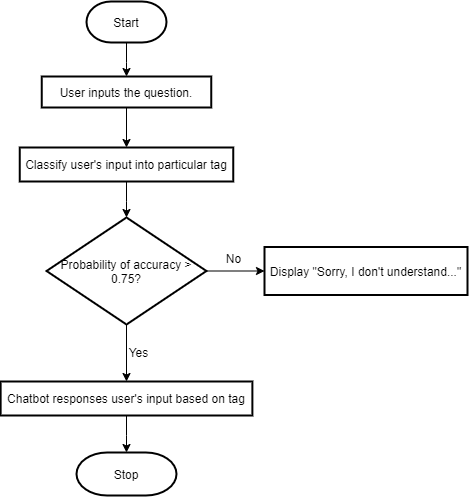 Start
User inputs the question.
Classify user's input into particular tag
Probability of accuracy >
0.75?
No
Display "Sorry, I don't understand..."
Yes
Chatbot responses user's input based on tag
Stop